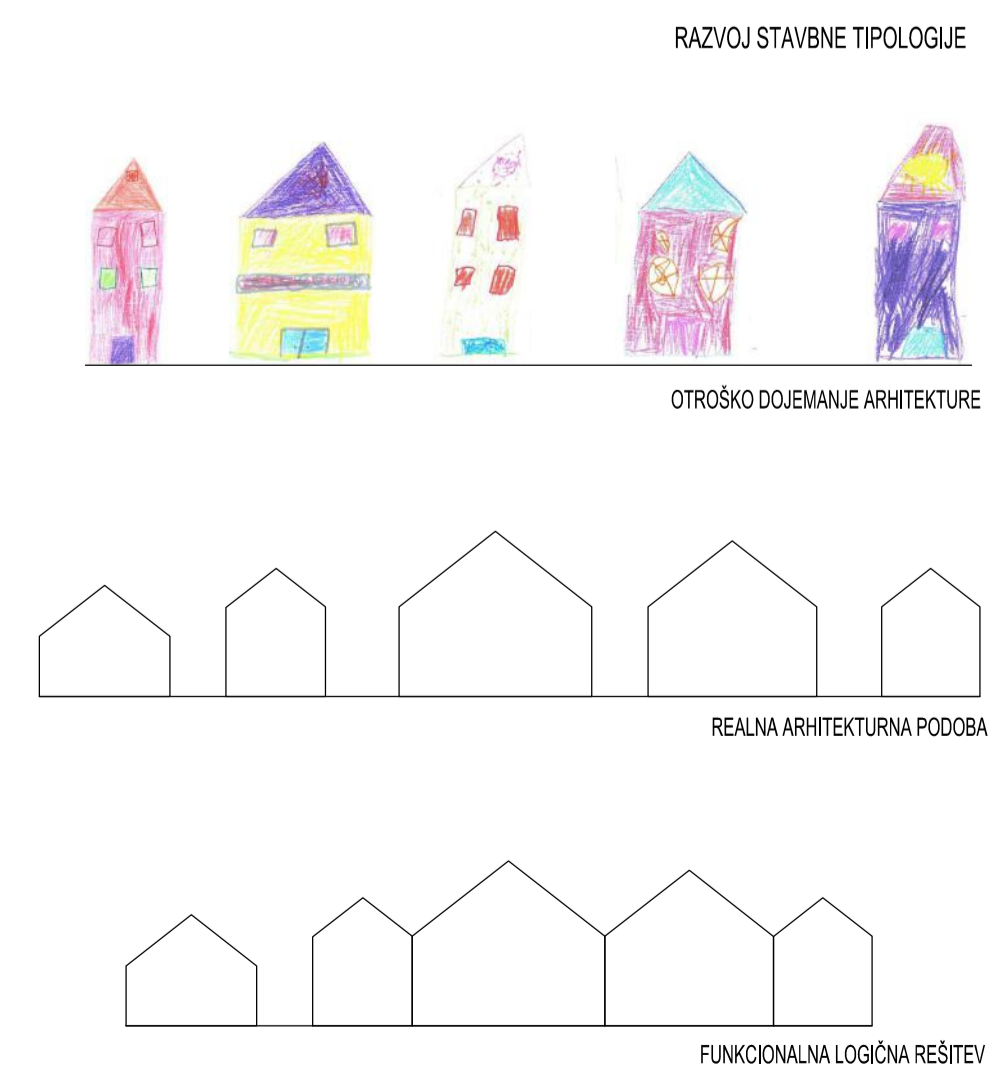 RAZVOJ STAVBNE TIPOLOGIJE
OTROŠKO DOJEMANJE ARHITEKTURE
REALNA ARHITEKTURNA PODOBA
FUNKCIONALNA LOGIČNA REŠITEV